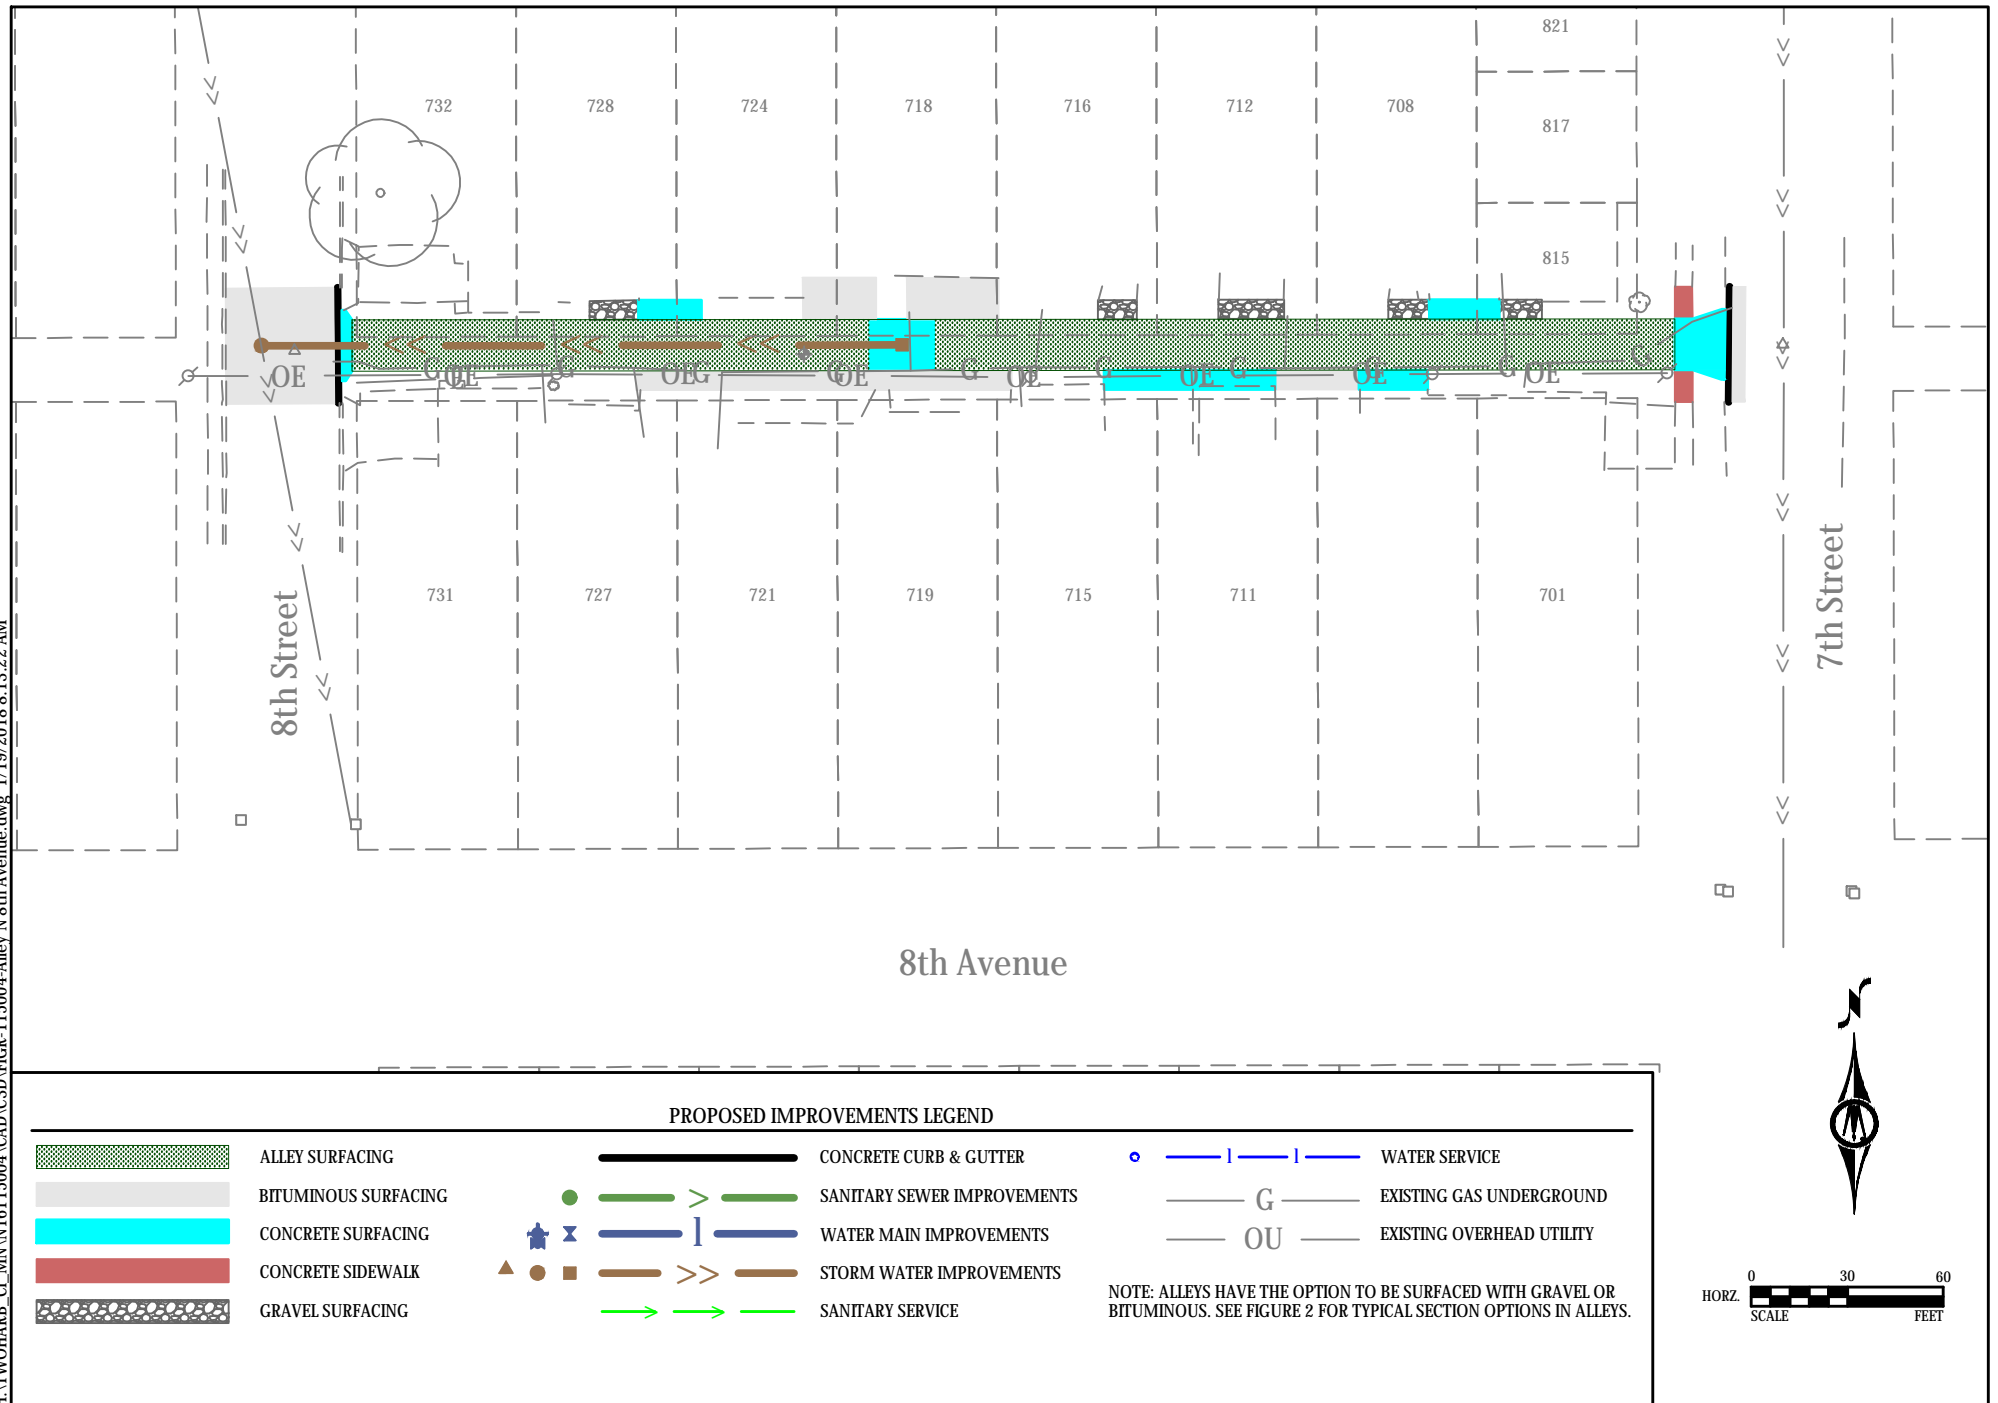 821
732 728 724 718 716 712 708
817
815
OE OE OE OE OE OE OE OE
G G G G G G G G G G
731 727 721 719 715 711 701
8th Street
7th Street
8th Avenue
N
PROPOSED IMPROVEMENTS LEGEND
ALLEY SURFACING
BITUMINOUS SURFACING
CONCRETE SURFACING
CONCRETE SIDEWALK
GRAVEL SURFACING
CONCRETE CURB & GUTTER
SANITARY SEWER IMPROVEMENTS
l WATER MAIN IMPROVEMENTS
STORM WATER IMPROVEMENTS
SANITARY SERVICE
l l WATER SERVICE
G EXISTING GAS UNDERGROUND
OU EXISTING OVERHEAD UTILITY
NOTE: ALLEYS HAVE THE OPTION TO BE SURFACED WITH GRAVEL OR
BITUMINOUS. SEE FIGURE 2 FOR TYPICAL SECTION OPTIONS IN ALLEYS.
0 30 60
HORZ.
SCALE FEET